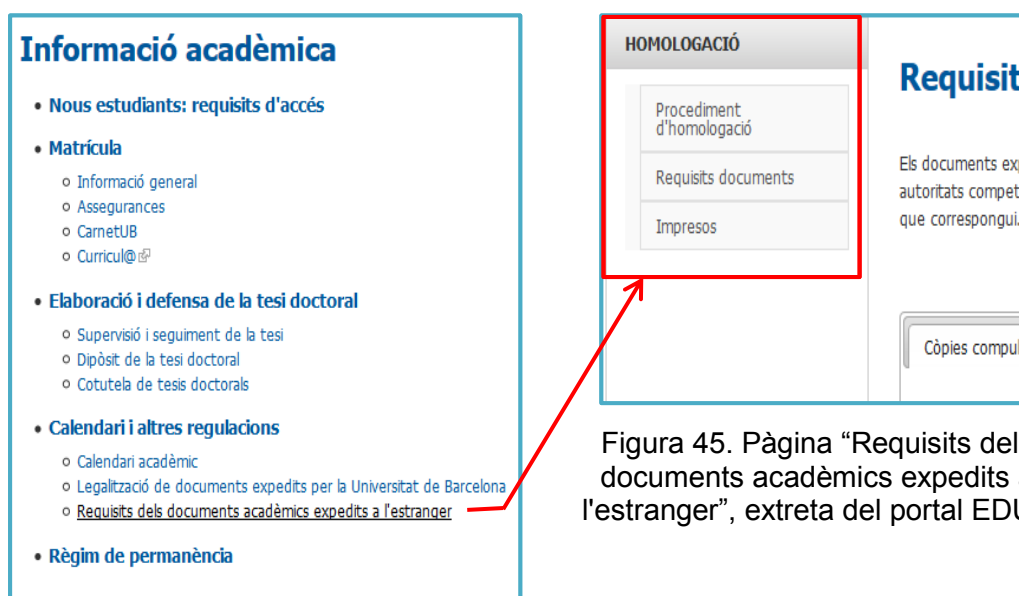 Informació acadèmica
Nous estudiants: requisits d'accés
Matrícula
Informació general
Assegurances
CarnetUB
Curricul@
Elaboració i defensa de la tesi doctoral
Supervisió i seguiment de la tesi
Dipòsit de la tesi doctoral
Cotutela de tesis doctorals
Calendari i altres regulacions
Calendari acadèmic
Legalització de documents expedits per la Universitat de Barcelona
Requisits dels documents acadèmics expedits a l'estranger
Règim de permanència
HOMOLOGACIÓ
Procediment
d'homologació
Requisits documents
Impresos
Requisit
Els documents exp
autoritats compet
que correspongui.
Còpies compul
Figura 45. Pàgina “Requisits del
documents acadèmics expedits
l'estranger”, extreta del portal EDU